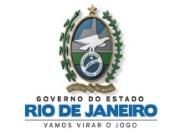 GOVERNO DO ESTADO
RIO DE JANEIRO
VAMOS VIRAR O JOGO